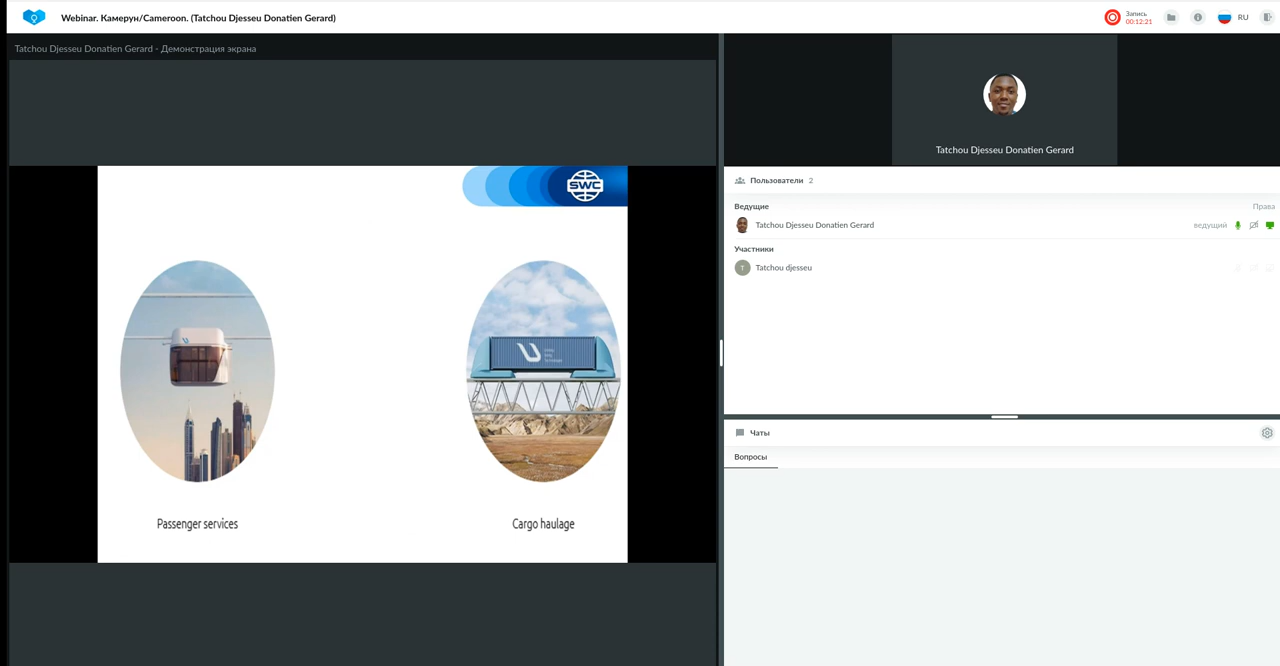 Webinar. Камерун/Cameroon. (Tatchou Djesseu Donatien Gerard)
Запись
00:12:21
RU
Tatchou Djesseu Donatien Gerard - Демонстрация экрана
SWC
Passenger services
Cargo haulage
Tatchou Djesseu Donatien Gerard
Пользователи 2
Ведущие Права
Tatchou Djesseu Donatien Gerard ведущий
Участники
T Tatchou djesseu
Чаты
Вопросы